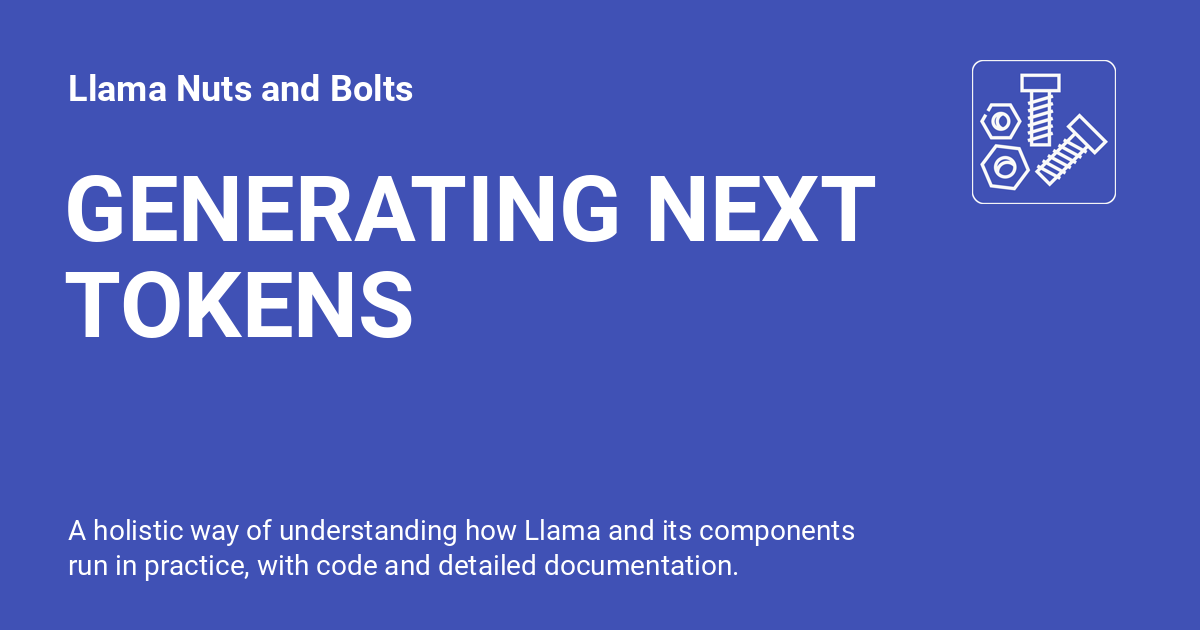 Llama Nuts and Bolts
GENERATING NEXT
TOKENS
A holistic way of understanding how Llama and its components
run in practice, with code and detailed documentation.